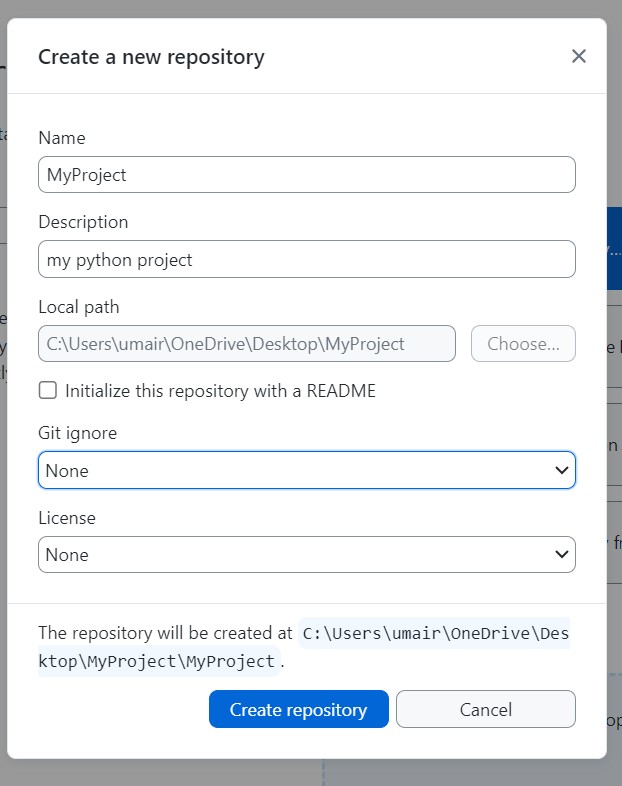 Create a new repository
Name
MyProject
Description
my python project
Local path
C:\Users\umair\OneDrive\Desktop\MyProject
Choose...
Initialize this repository with a README
Git ignore
None
License
None
The repository will be created at C:\Users\umair\OneDrive\Des
ktop\MyProject\MyProject.
Create repository
Cancel